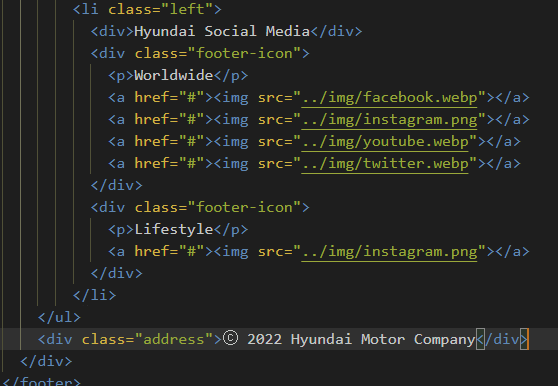 <li class="left">
<div>Hyundai Social Media</div>
<div class="footer-icon">
<p>Worldwide</p>
<a href="#"><img src="../img/facebook.webp"></a>
<a href="#"><img src="../img/instagram.png"></a>
<a href="#"><img src="../img/youtube.webp"></a>
<a href="#"><img src="../img/twitter.webp"></a>
</div>
<div class="footer-icon">
<p>Lifestyle</p>
<a href="#"><img src="../img/instagram.png"></a>
</div>
</li>
</ul>
<div class="address">© 2022 Hyundai Motor Company</div>
</div>
</footer>